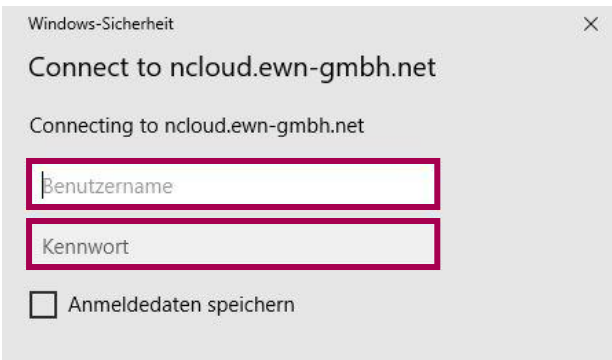 Windows-Sicherheit
Connect to ncloud.ewn-gmbh.net
Connecting to ncloud.ewn-gmbh.net
Benutzername
Kennwort
Anmeldedaten speichern